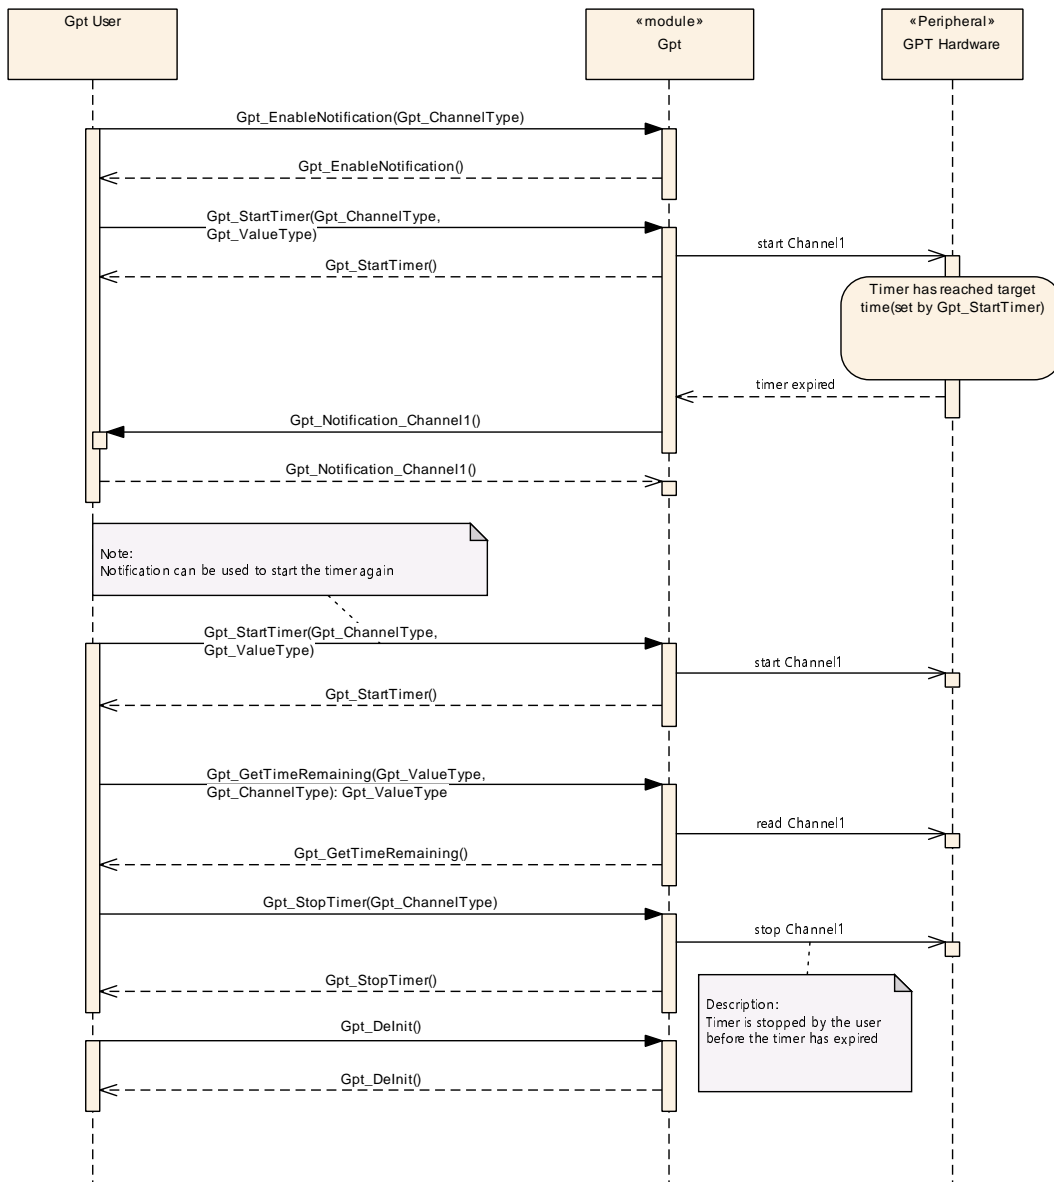 Gpt User
«module»
Gpt
«Peripheral»
GPT Hardware
Gpt_EnableNotification(Gpt_ChannelType)
Gpt_EnableNotification()
Gpt_StartTimer(Gpt_ChannelType,
Gpt_ValueType)
start Channel1
Gpt_StartTimer()
Timer has reached target
time(set by Gpt_StartTimer)
timer expired
Gpt_Notification_Channel1()
Gpt_Notification_Channel1()
Note:
Notification can be used to start the timer again
Gpt_StartTimer(Gpt_ChannelType,
Gpt_ValueType)
start Channel1
Gpt_StartTimer()
Gpt_GetTimeRemaining(Gpt_ValueType,
Gpt_ChannelType): Gpt_ValueType
read Channel1
Gpt_GetTimeRemaining()
Gpt_StopTimer(Gpt_ChannelType)
stop Channel1
Gpt_StopTimer()
Description:
Timer is stopped by the user
before the timer has expired
Gpt_DeInit()
Gpt_DeInit()